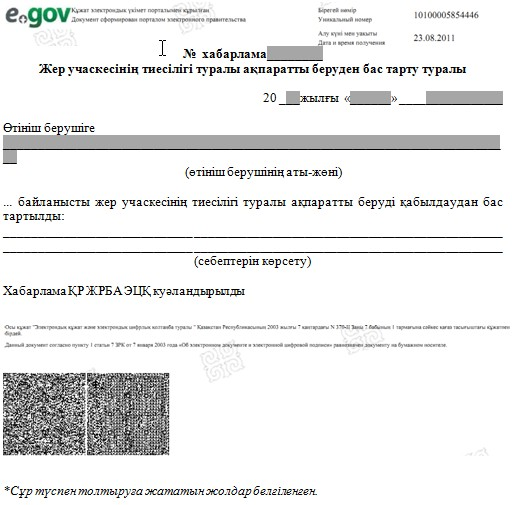 e.gov
Құжат электрондық үкімет порталымен құрылған
Документ сформирован порталом электронного правительства
Бірегей нөмір
Уникальный номер
10100005854446
Алу күні мен уақыты
Дата и время получения
23.08.2011
№ хабарлама
Жер учаскесінің тиесілігі туралы ақпаратты беруден бас тарту туралы
20 __ жылғы «____» ____
Өтініш берушіге
(өтініш берушінің аты-жөні)
... байланысты жер учаскесінің тиесілігі туралы ақпаратты беруді қабылдаудан бас
тартылды:
(себептерін көрсету)
Хабарлама ҚР ЖРБА ЭЦҚ куәландырылды
Осы құжат "Электрондық құжат және электрондық цифрлық қолтаңба туралы" Қазақстан Республикасының 2003 жылғы 7 қаңтардағы N 370-II Заңы 7 бабының 1 тармағына сәйкес қағаз тасығыштағы құжатпен
бірдей.
Данный документ согласно пункту 1 статьи 7 ЗРК от 7 января 2003 года «Об электронном документе и электронной цифровой подписи» равнозначен документу на бумажном носителе.
*Сұр түспен толтыруға жататын жолдар белгіленген.